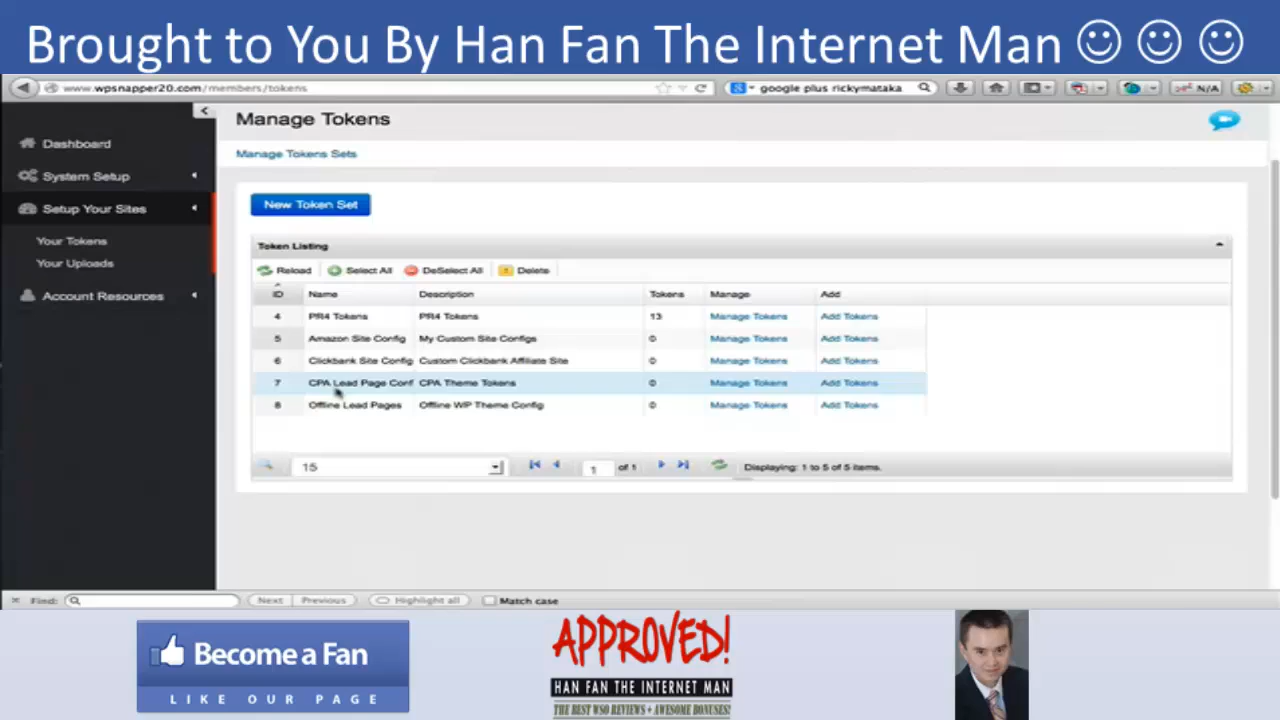 Brought to You By Han Fan The Internet Man
www.wpsnapper20.com/members/tokens
google plus rickymataka
N/A
Manage Tokens
Dashboard
Manage Tokens Sets
System Setup
New Token Set
Setup Your Sites
Your Tokens
Token Listing
Your Uploads
Reload Select All DeSelect All Delete
Account Resources
ID Name Description Tokens Manage Add
4 PR4 Tokens PR4 Tokens 13 Manage Tokens Add Tokens
5 Amazon Site Config My Custom Site Configs 0 Manage Tokens Add Tokens
6 Clickbank Site Config Custom Clickbank Affiliate Site 0 Manage Tokens Add Tokens
7 CPA Lead Page Conf CPA Theme Tokens 0 Manage Tokens Add Tokens
8 Offline Lead Pages Offline WP Theme Config 0 Manage Tokens Add Tokens
15 1 of 1 Displaying: 1 to 5 of 5 items.
Find: Next Previous Highlight all Match case
Become a Fan
LIKE OUR PAGE
APPROVED!
HAN FAN THE INTERNET MAN
THE BEST WSO REVIEWS + AWESOME BONUSES!